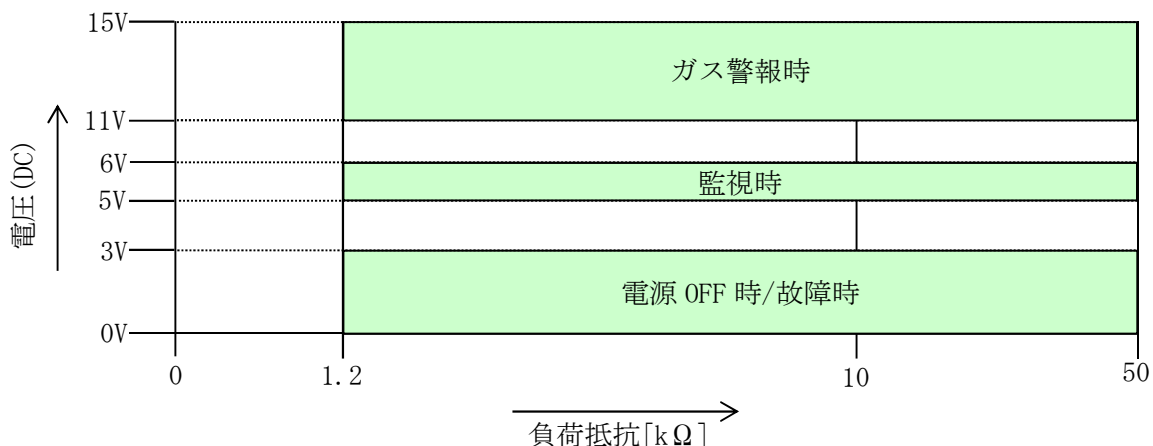 15V
ガス警報時
11V
6V
監視時
5V
3V
電源 OFF 時/故障時
0V
電圧(DC)
0
1.2
10
50
負荷抵抗[kΩ]